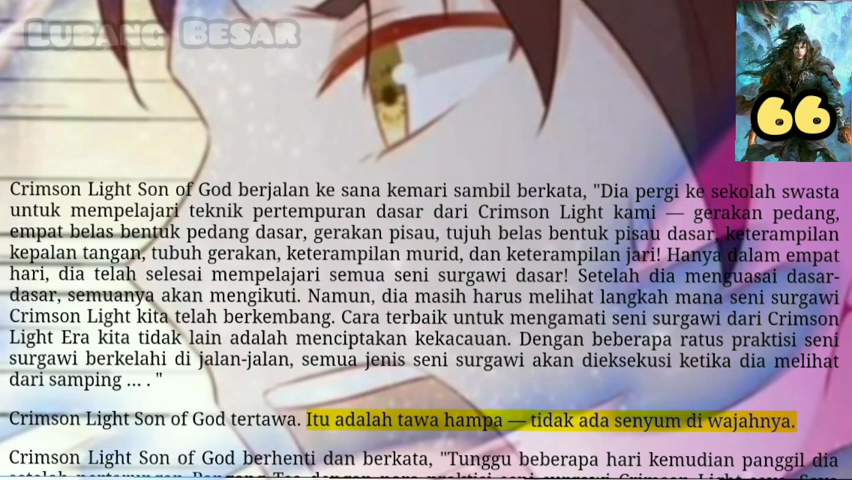 LUBANG BESAR
66
Crimson Light Son of God berjalan ke sana kemari sambil berkata, "Dia pergi ke sekolah swasta
untuk mempelajari teknik pertempuran dasar dari Crimson Light kami — gerakan pedang,
empat belas bentuk pedang dasar, gerakan pisau, tujuh belas bentuk pisau dasar, keterampilan
kepalan tangan, tubuh gerakan, keterampilan murid, dan keterampilan jari! Hanya dalam empat
hari, dia telah selesai mempelajari semua seni surgawi dasar! Setelah dia menguasai dasar-
dasar, semuanya akan mengikuti. Namun, dia masih harus melihat langkah mana seni surgawi
Crimson Light kita telah berkembang. Cara terbaik untuk mengamati seni surgawi dari Crimson
Light Era kita tidak lain adalah menciptakan kekacauan. Dengan beberapa ratus praktisi seni
surgawi berkelahi di jalan-jalan, semua jenis seni surgawi akan dieksekusi ketika dia melihat
dari samping ... . "
Crimson Light Son of God tertawa. Itu adalah tawa hampa — tidak ada senyum di wajahnya.
Crimson Light Son of God berhenti dan berkata, "Tunggu beberapa hari kemudian panggil dia